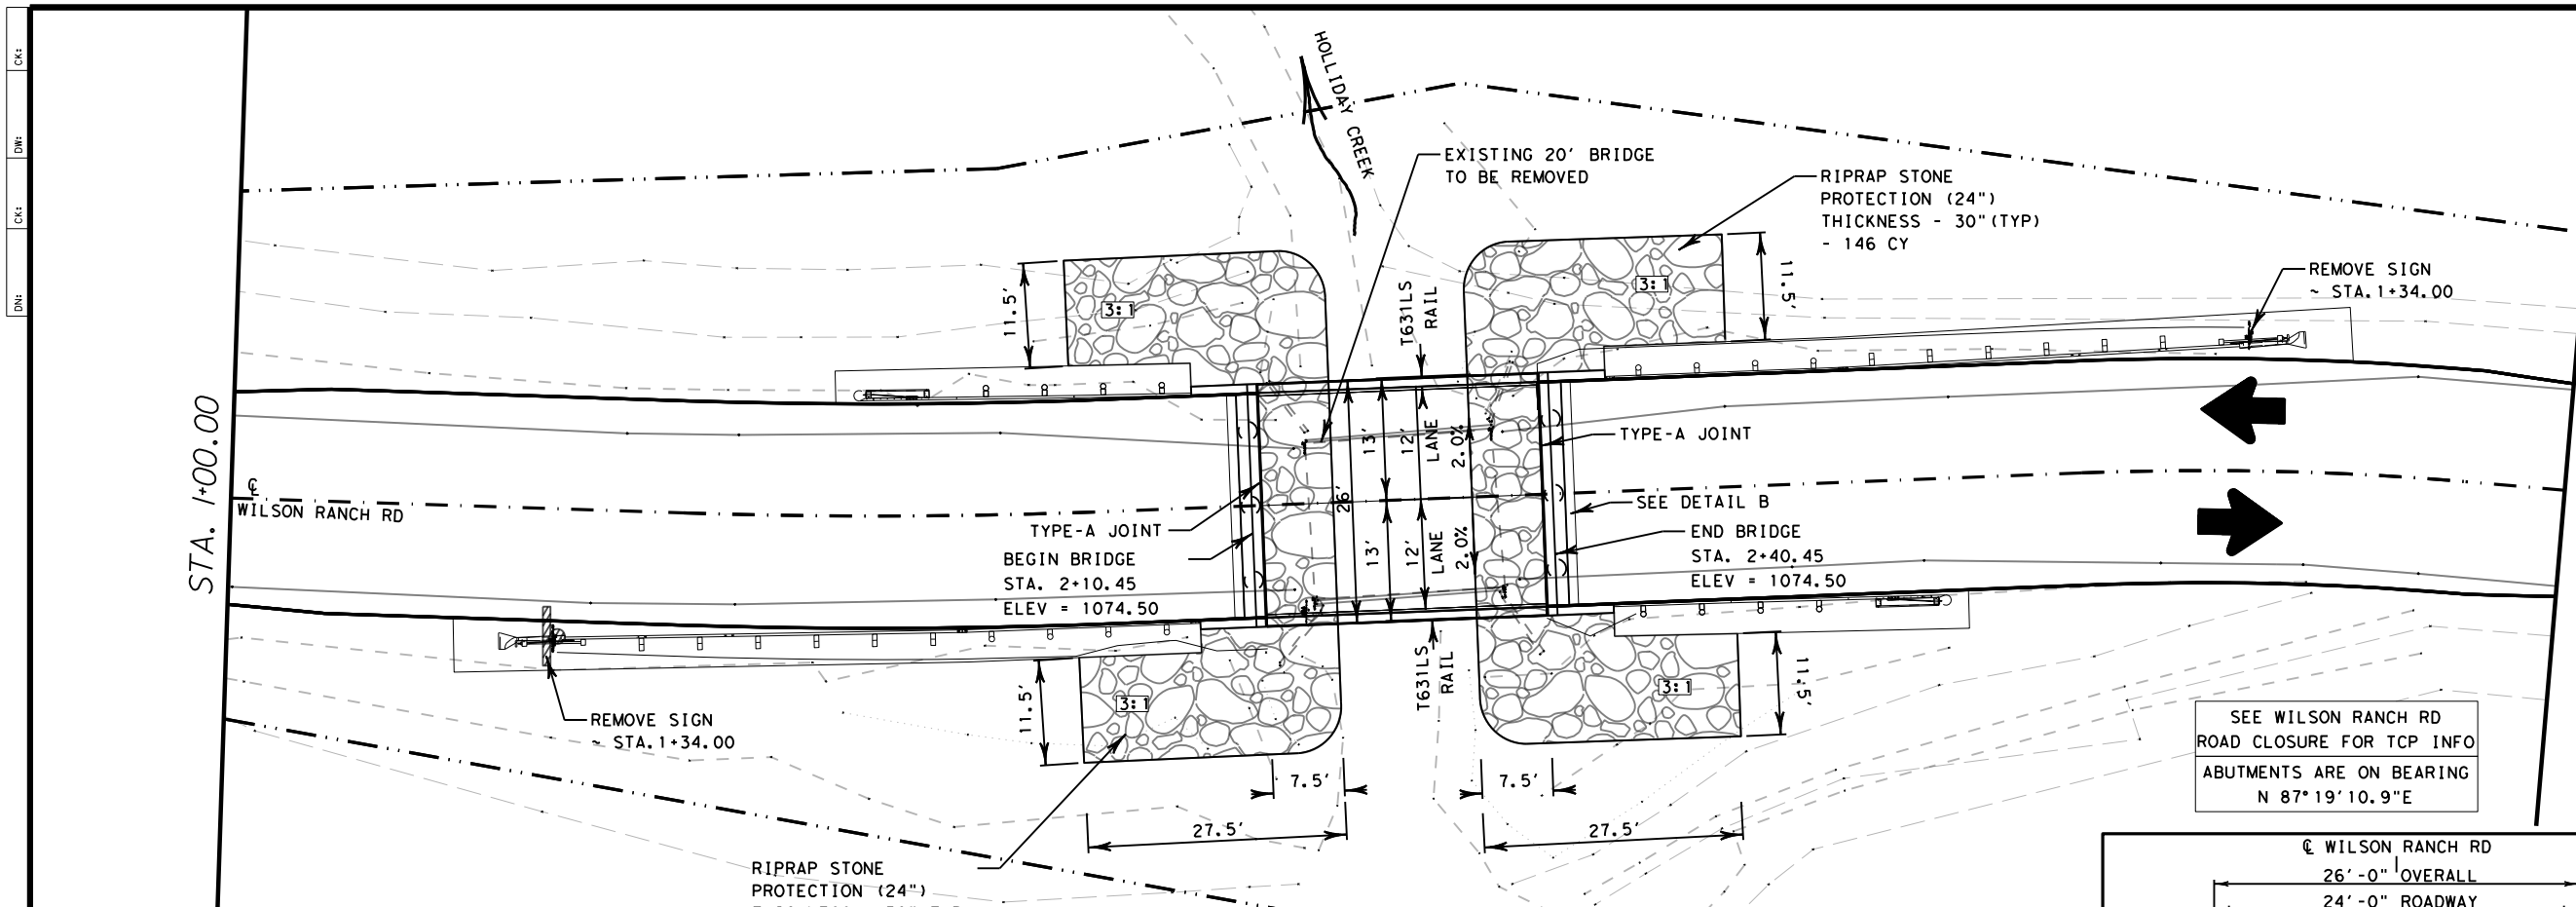 CK:
DW:
CK:
DN:
HOLLIDAY CREEK
EXISTING 20' BRIDGE
TO BE REMOVED
RIPRAP STONE
PROTECTION (24")
THICKNESS - 30"(TYP)
- 146 CY
REMOVE SIGN
~ STA.1+34.00
11.5'
11.5'
3:1
3:1
T631LS
RAIL
STA. 1+00.00
℄
WILSON RANCH RD
13'
12'
LANE
2.0%
26'
13'
12'
LANE
2.0%
TYPE-A JOINT
SEE DETAIL B
TYPE-A JOINT
BEGIN BRIDGE
STA. 2+10.45
ELEV = 1074.50
END BRIDGE
STA. 2+40.45
ELEV = 1074.50
T631LS
RAIL
11.5'
11.5'
3:1
3:1
REMOVE SIGN
~ STA.1+34.00
7.5'
7.5'
27.5'
27.5'
SEE WILSON RANCH RD
ROAD CLOSURE FOR TCP INFO
ABUTMENTS ARE ON BEARING
N 87°19'10.9"E
RIPRAP STONE
PROTECTION (24")
℄ WILSON RANCH RD
26'-0" OVERALL
24'-0" ROADWAY